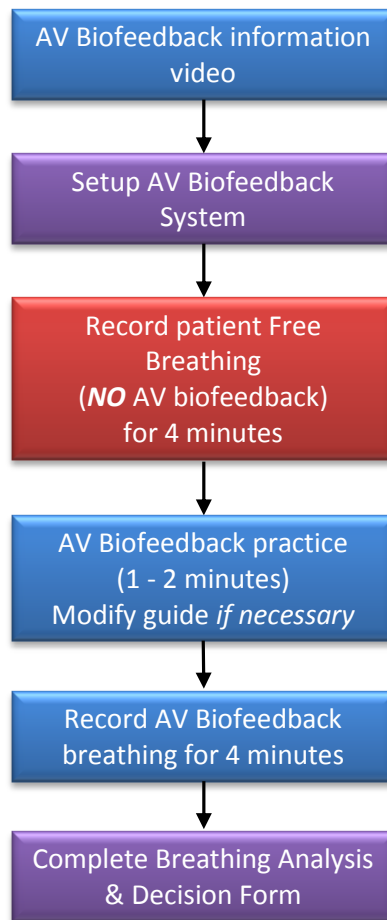 AV Biofeedback information
video
Setup AV Biofeedback
System
Record patient Free
Breathing
(NO AV biofeedback)
for 4 minutes
AV Biofeedback practice
(1 - 2 minutes)
Modify guide if necessary
Record AV Biofeedback
breathing for 4 minutes
Complete Breathing Analysis
& Decision Form